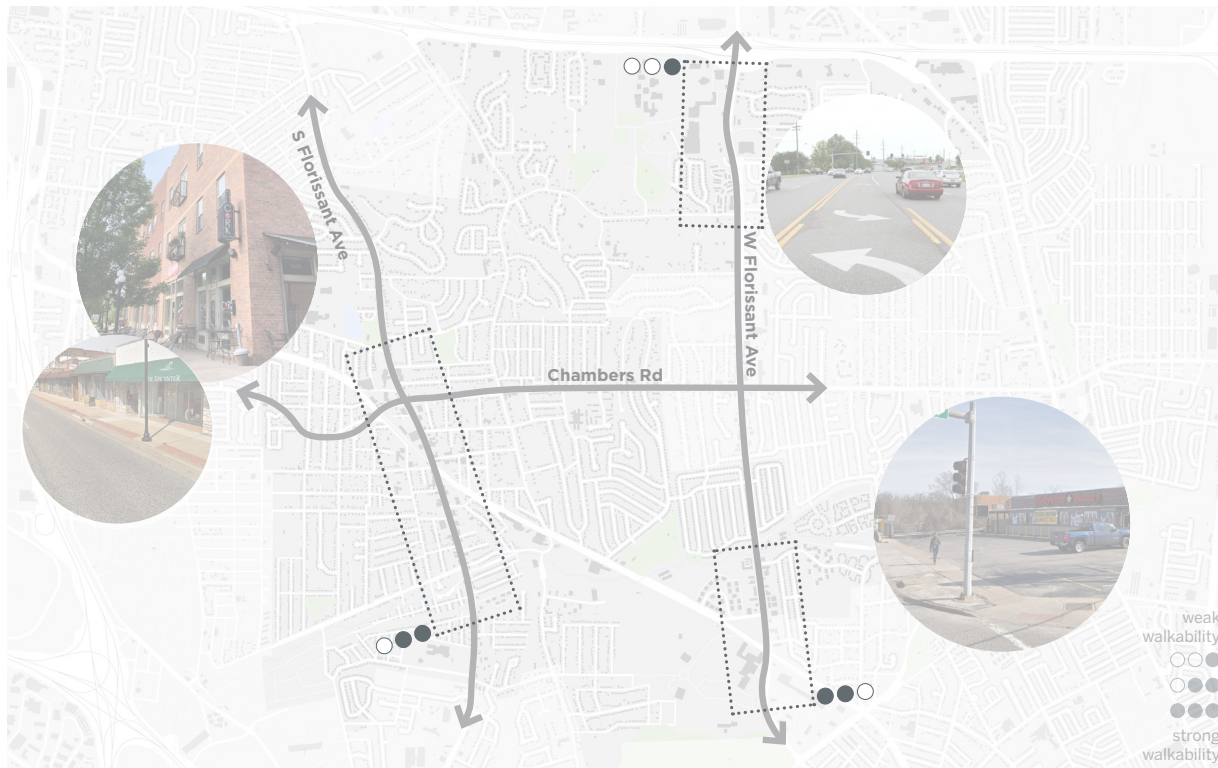 S Florissant Ave
W Florissant Ave
Chambers Rd
weak
walkability
strong
walkability